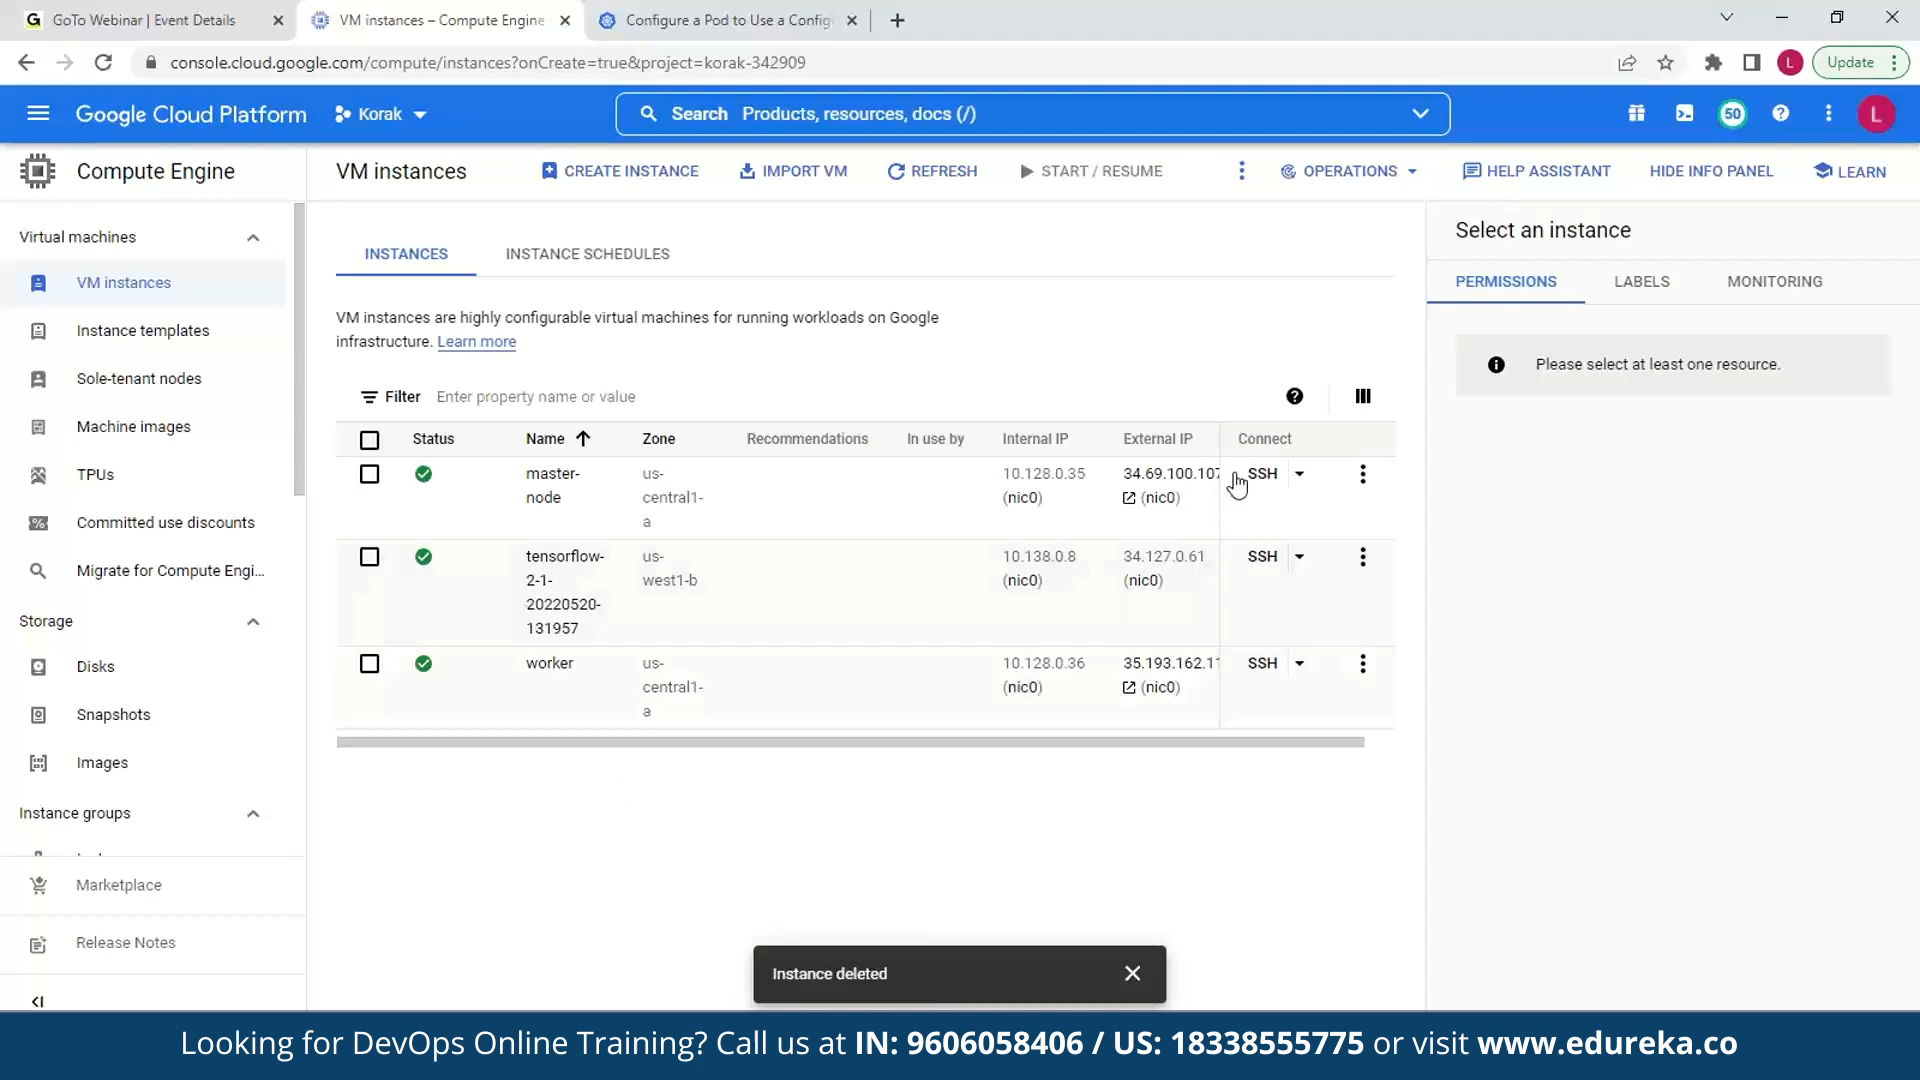 G GoTo Webinar | Event Details
VM instances – Compute Engine
Configure a Pod to Use a Config
console.cloud.google.com/compute/instances?onCreate=true&project=korak-342909
L
Update
Google Cloud Platform
Korak
Search Products, resources, docs (/)
50
L
Compute Engine
VM instances
CREATE INSTANCE
IMPORT VM
REFRESH
START / RESUME
OPERATIONS
HELP ASSISTANT
HIDE INFO PANEL
LEARN
Virtual machines
VM instances
Instance templates
Sole-tenant nodes
Machine images
TPUs
Committed use discounts
Migrate for Compute Engi...
Storage
Disks
Snapshots
Images
Instance groups
Marketplace
Release Notes
INSTANCES
INSTANCE SCHEDULES
VM instances are highly configurable virtual machines for running workloads on Google
infrastructure. Learn more
Filter Enter property name or value
Status Name Zone Recommendations In use by Internal IP External IP Connect
master- us- 10.128.0.35 34.69.100.107 SSH
node central1- (nic0) (nic0)
a
tensorflow- us- 10.138.0.8 34.127.0.61 SSH
2-1- west1-b (nic0) (nic0)
20220520-
131957
worker us- 10.128.0.36 35.193.162.11 SSH
central1- (nic0) (nic0)
a
Select an instance
PERMISSIONS
LABELS
MONITORING
Please select at least one resource.
Instance deleted
Looking for DevOps Online Training? Call us at IN: 9606058406 / US: 18338555775 or visit www.edureka.co